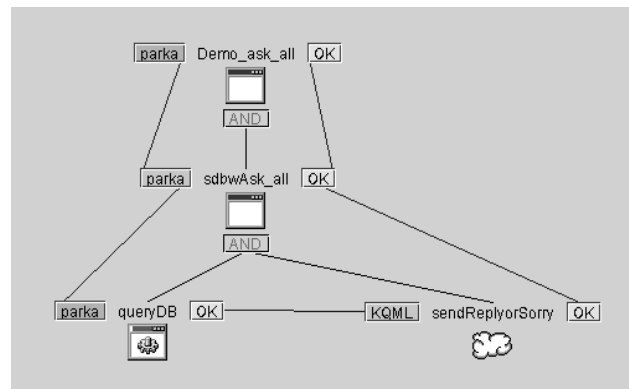 parka Demo_ask_all OK
AND
parka sdbwAsk_all OK
AND
parka queryDB OK KQML sendReplyorSorry OK